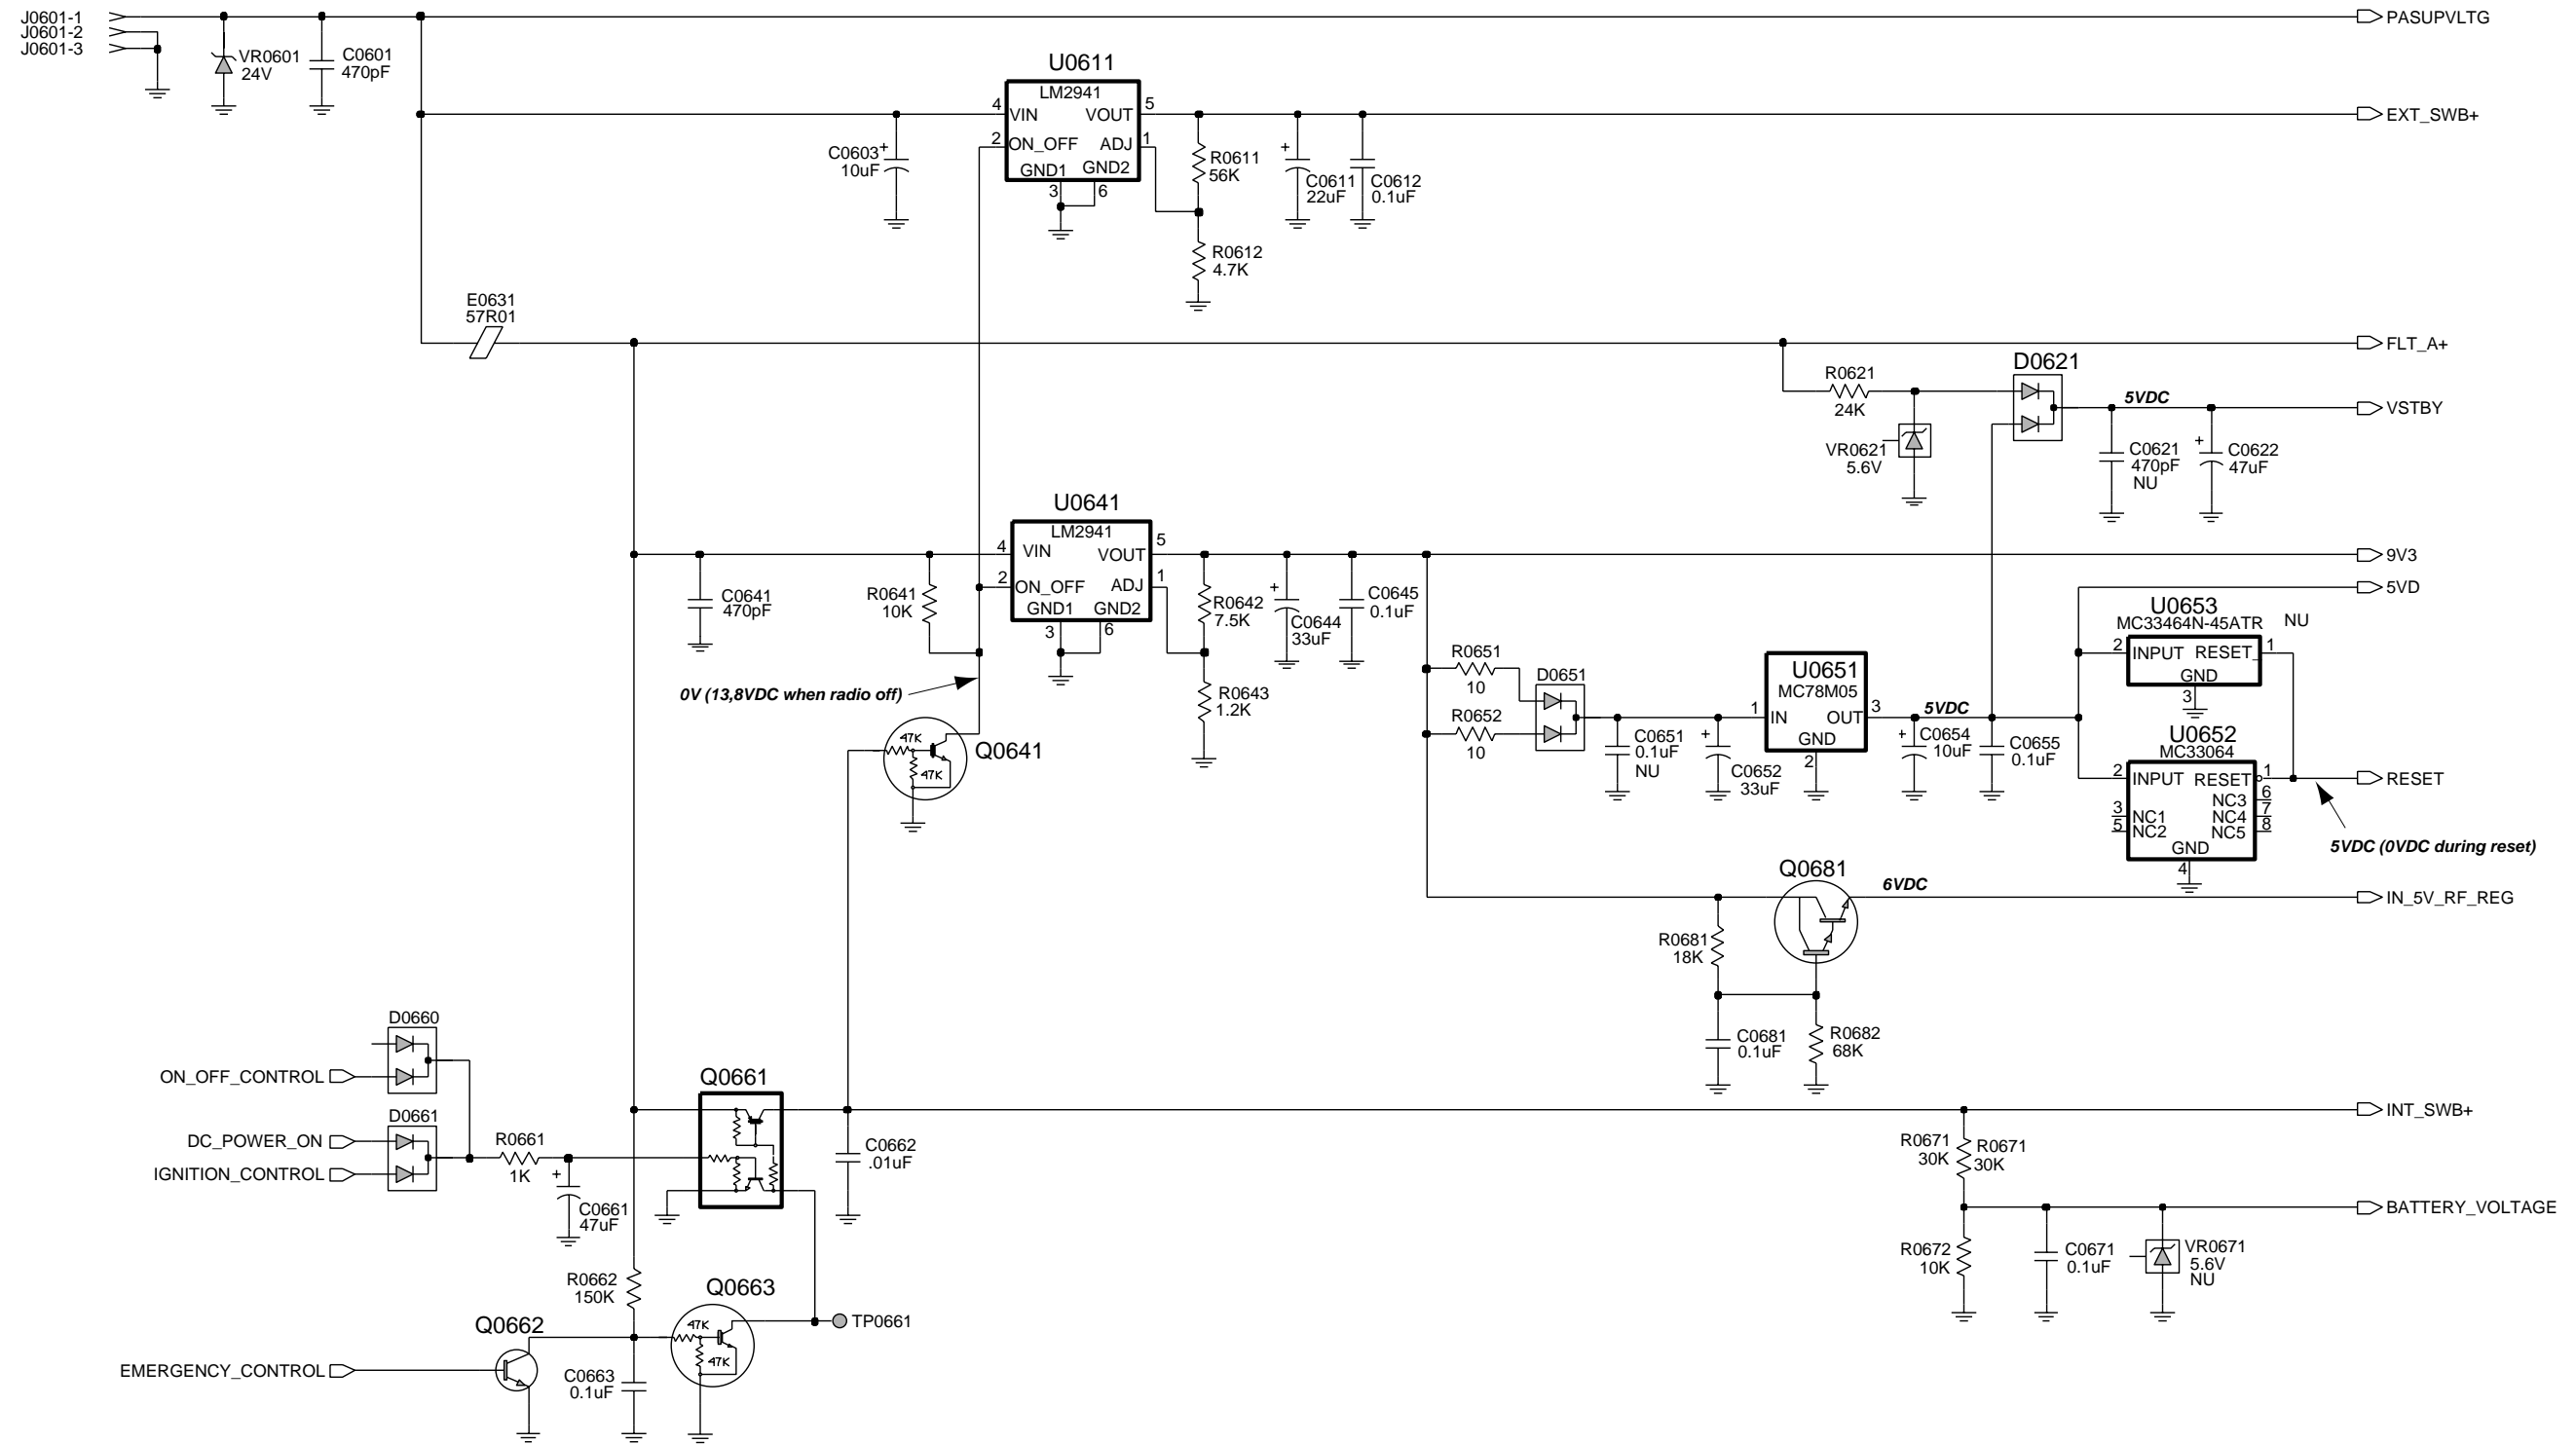 J0601-1
J0601-2
J0601-3
VR0601
24V
C0601
470pF
PASUPVLTG
U0611
LM2941
4
VIN
VOUT
5
2
ON_OFF
ADJ
1
GND1
GND2
3
6
C0603
+
10uF
R0611
56K
+
C0611
22uF
C0612
0.1uF
EXT_SWB+
R0612
4.7K
E0631
57R01
FLT_A+
R0621
24K
D0621
5VDC
VSTBY
VR0621
5.6V
C0621
470pF
NU
+
C0622
47uF
U0641
LM2941
4
VIN
VOUT
5
2
ON_OFF
ADJ
1
GND1
GND2
3
6
C0641
470pF
R0641
10K
R0642
7.5K
+
C0644
33uF
C0645
0.1uF
9V3
5VD
R0643
1.2K
0V (13,8VDC when radio off)
47K
47K
Q0641
R0651
10
R0652
10
D0651
C0651
0.1uF
NU
+
C0652
33uF
U0651
MC78M05
1
IN
OUT
3
GND
2
5VDC
+
C0654
10uF
C0655
0.1uF
U0653
MC33464N-45ATR
NU
2
INPUT
RESET_
1
GND
3
U0652
MC33064
2
INPUT
RESET
1
3
NC1
5
NC2
NC3
6
NC4
7
NC5
8
GND
4
RESET
5VDC (0VDC during reset)
Q0681
6VDC
IN_5V_RF_REG
R0681
18K
C0681
0.1uF
R0682
68K
D0660
ON_OFF_CONTROL
D0661
DC_POWER_ON
IGNITION_CONTROL
R0661
1K
+
C0661
47uF
Q0661
C0662
.01uF
INT_SWB+
R0671
30K
R0671
30K
BATTERY_VOLTAGE
R0672
10K
C0671
0.1uF
VR0671
5.6V
NU
R0662
150K
Q0663
47K
47K
TP0661
Q0662
EMERGENCY_CONTROL
C0663
0.1uF